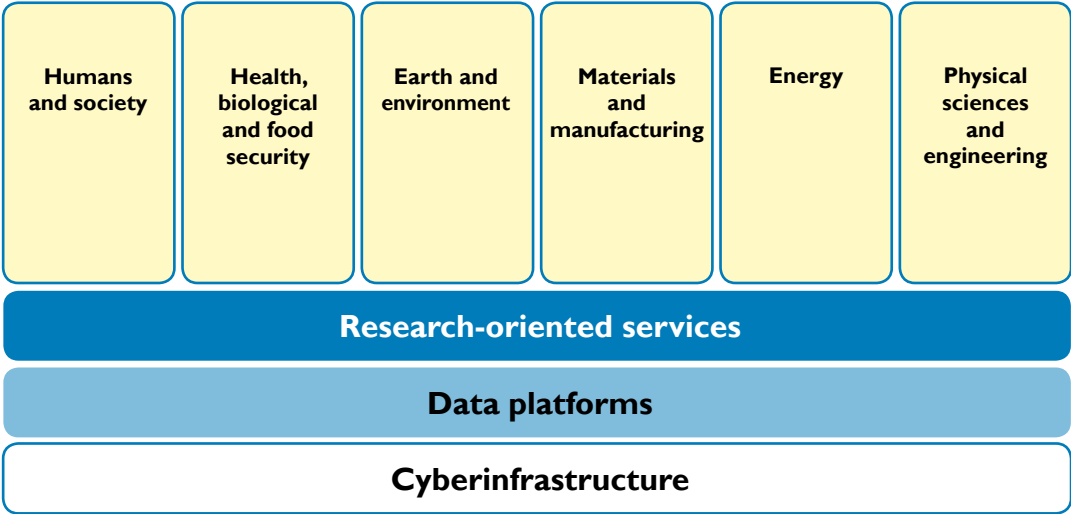 Humans
and society
Health,
biological
and food
security
Earth and
environment
Materials
and
manufacturing
Energy
Physical
sciences
and
engineering
Research-oriented services
Data platforms
Cyberinfrastructure